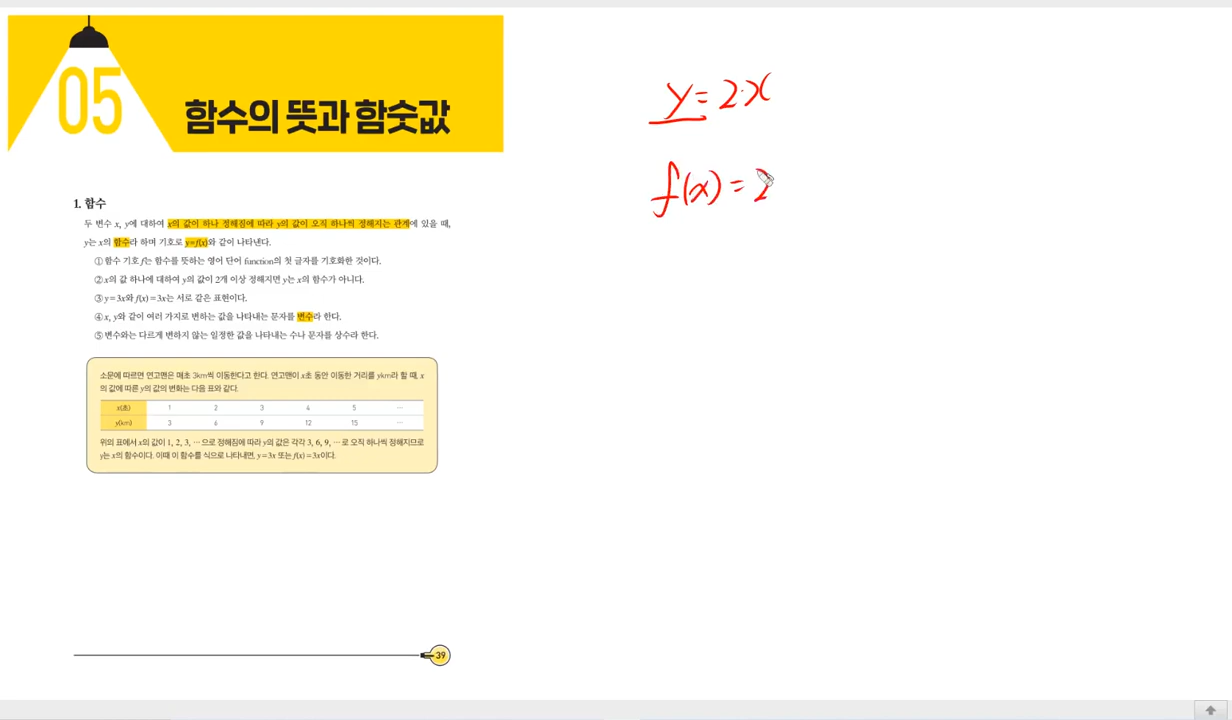 05
함수의 뜻과 함숫값
1. 함수
두 변수 x, y에 대하여 x의 값이 하나 정해짐에 따라 y의 값이 오직 하나씩 정해지는 관계에 있을 때,
y는 x의 함수라 하며 기호로 y=f(x)와 같이 나타낸다.
① 함수 기호 f는 함수를 뜻하는 영어 단어 function의 첫 글자를 기호화한 것이다.
② x의 값 하나에 대하여 y의 값이 2개 이상 정해지면 y는 x의 함수가 아니다.
③ y=3x와 f(x)=3x는 서로 같은 표현이다.
④ x, y와 같이 여러 가지로 변하는 값을 나타내는 문자를 변수라 한다.
⑤ 변수와는 다르게 변하지 않는 일정한 값을 나타내는 수나 문자를 상수라 한다.
소문에 따르면 연고맨은 매초 3km씩 이동한다고 한다. 연고맨이 x초 동안 이동한 거리를 ykm라 할 때, x
의 값에 따른 y의 값의 변화는 다음 표와 같다.
x(초) 1 2 3 4 5 …
y(km) 3 6 9 12 15 …
위의 표에서 x의 값이 1, 2, 3, …으로 정해짐에 따라 y의 값은 각각 3, 6, 9, …로 오직 하나씩 정해지므로
y는 x의 함수이다. 이때 이 함수를 식으로 나타내면, y=3x 또는 f(x)=3x이다.
39
y=2·x
f(x)=2